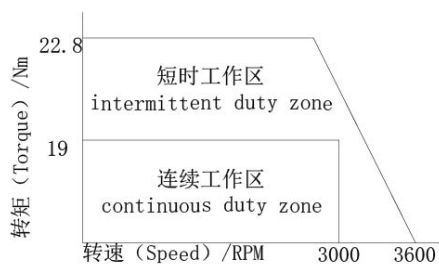 转矩（Torque）/Nm
22.8
短时工作区
intermittent duty zone
19
连续工作区
continuous duty zone
转速（Speed）/RPM
3000
3600